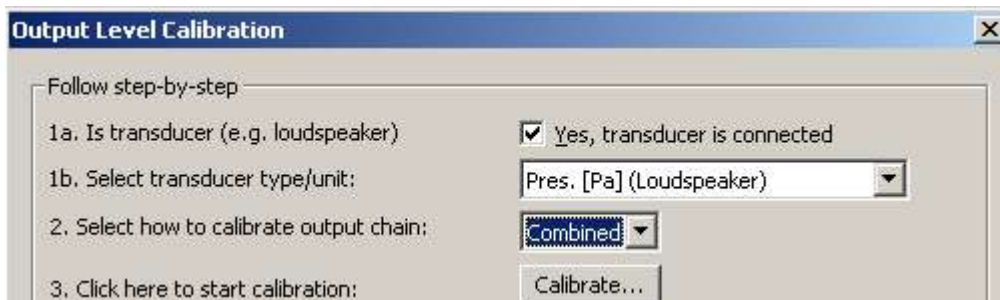 Output Level Calibration
Follow step-by-step
1a. Is transducer (e.g. loudspeaker) Yes, transducer is connected
1b. Select transducer type/unit: Pres. [Pa] (Loudspeaker)
2. Select how to calibrate output chain: Combined
3. Click here to start calibration: Calibrate...